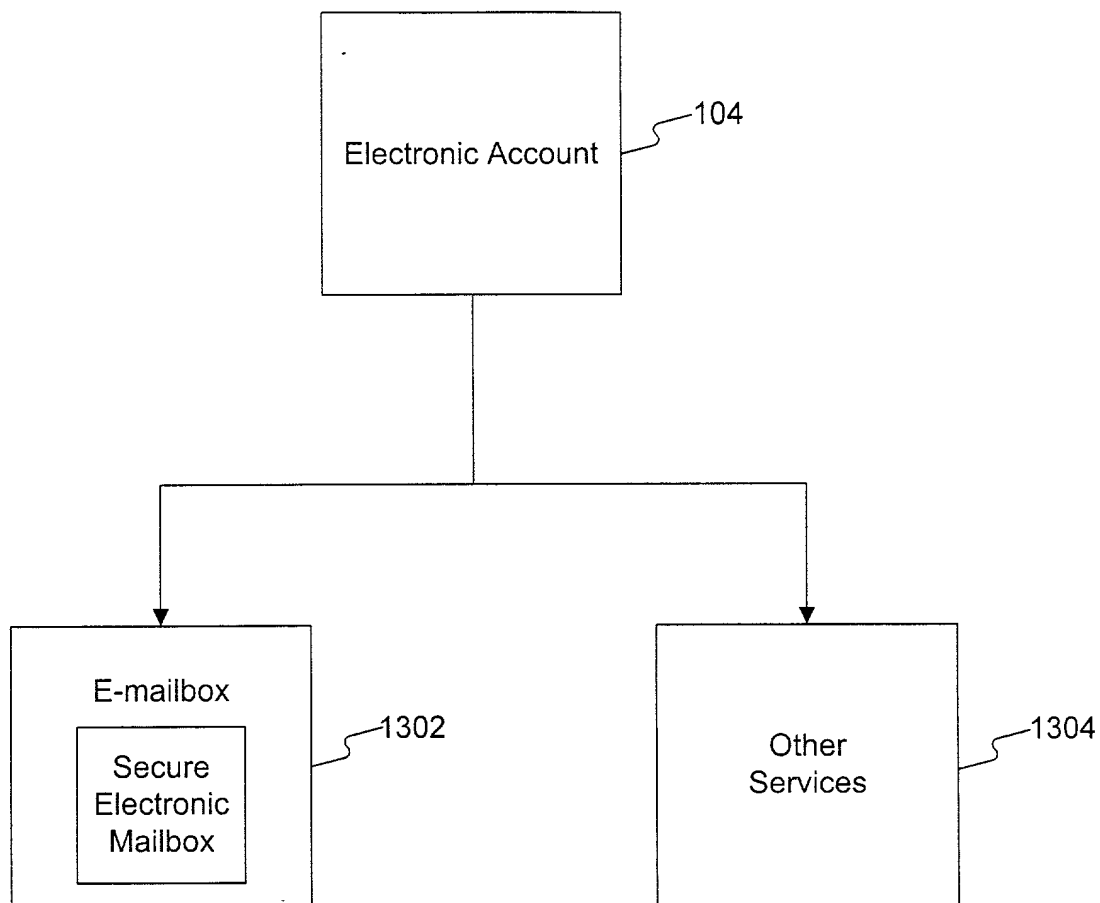 Electronic Account
104
E-mailbox
1302
Secure
Electronic
Mailbox
Other
Services
1304